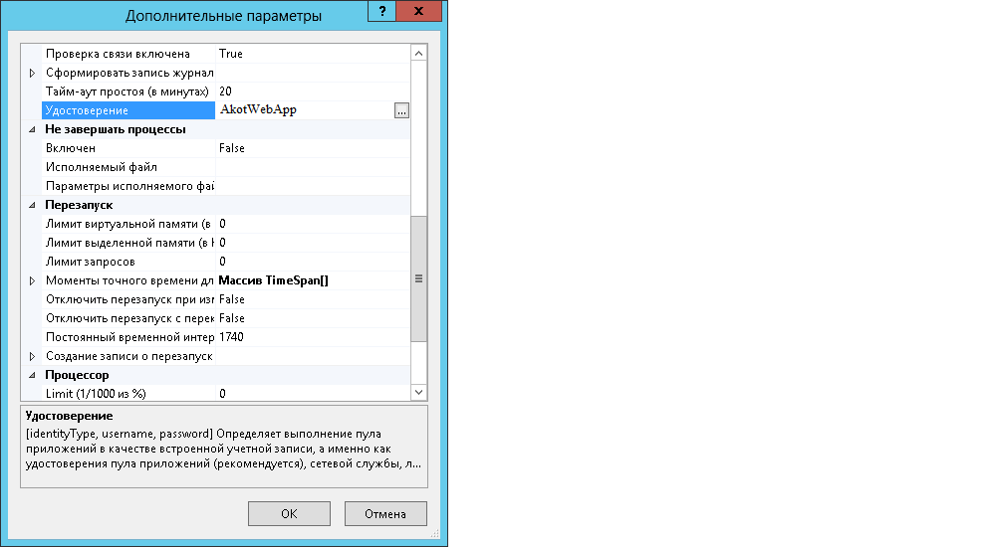 Дополнительные параметры
?
x
Проверка связи включена True
Сформировать запись журнал
Тайм-аут простоя (в минутах) 20
Удостоверение AkotWebApp ...
Не завершать процессы
Включен False
Исполняемый файл
Параметры исполняемого фай
Перезапуск
Лимит виртуальной памяти (в 0
Лимит выделенной памяти (в К 0
Лимит запросов 0
Моменты точного времени дл Массив TimeSpan[]
Отключить перезапуск при изм False
Отключить перезапуск с перек False
Постоянный временной интер 1740
Создание записи о перезапуск
Процессор
Limit (1/1000 из %) 0
Удостоверение
[identityType, username, password] Определяет выполнение пула
приложений в качестве встроенной учетной записи, а именно как
удостоверения пула приложений (рекомендуется), сетевой службы, л...
ОК
Отмена